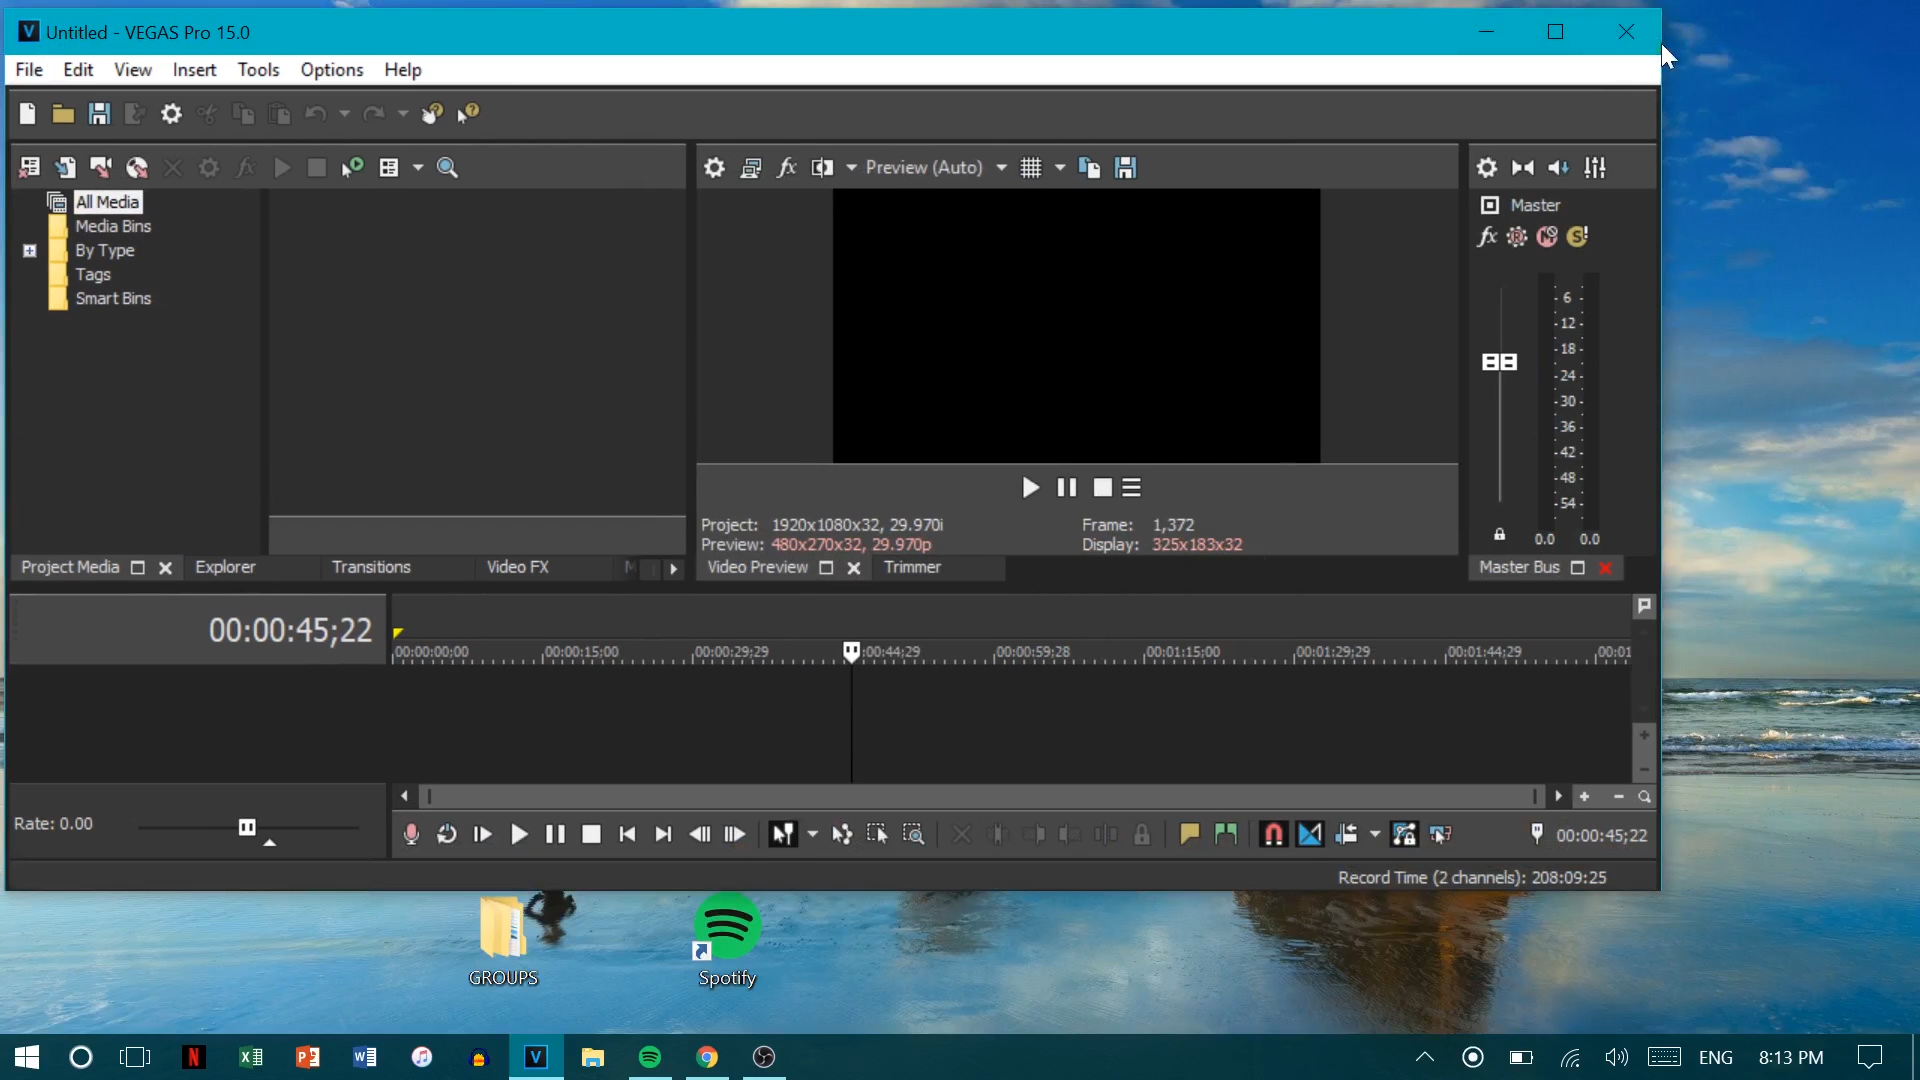 Untitled - VEGAS Pro 15.0
File Edit View Insert Tools Options Help
Preview (Auto)
All Media
Media Bins
By Type
Tags
Smart Bins
Master
6
12
18
24
30
36
42
48
54
0.0 0.0
Project: 1920x1080x32, 29.970i
Frame: 1,372
Preview: 480x270x32, 29.970p
Display: 325x183x32
Project Media Explorer Transitions Video FX M
Video Preview Trimmer
Master Bus
00:00:45;22
00:00:00;00 00:00:15;00 00:00:29;29 :00:44;29 00:00:59;28 00:01:15;00 00:01:29;29 00:01:44;29 00:01
Rate: 0.00
00:00:45;22
Record Time (2 channels): 208:09:25
GROUPS
Spotify
ENG 8:13 PM